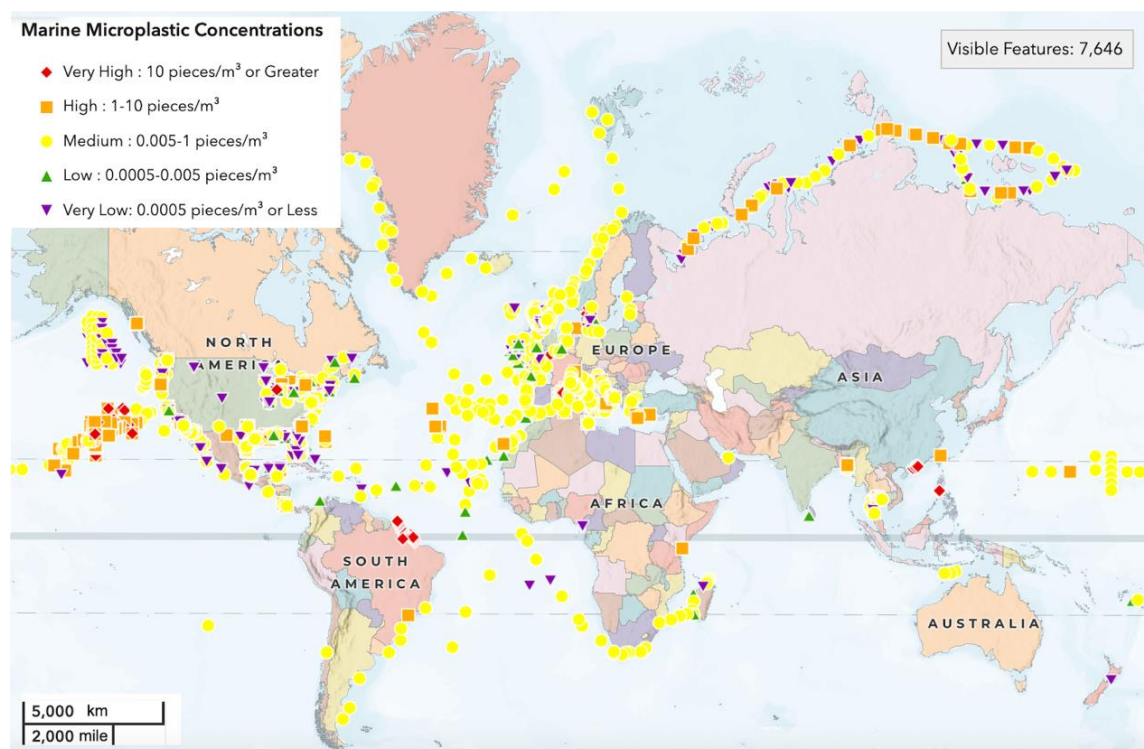 Marine Microplastic Concentrations
Visible Features: 7,646
Very High : 10 pieces/m³ or Greater
High : 1-10 pieces/m³
Medium : 0.005-1 pieces/m³
Low : 0.0005-0.005 pieces/m³
Very Low: 0.0005 pieces/m³ or Less
NORTH
AMERI
EUROPE
ASIA
AFRICA
SOUTH
AMERICA
AUSTRALIA
5,000 km
2,000 mile